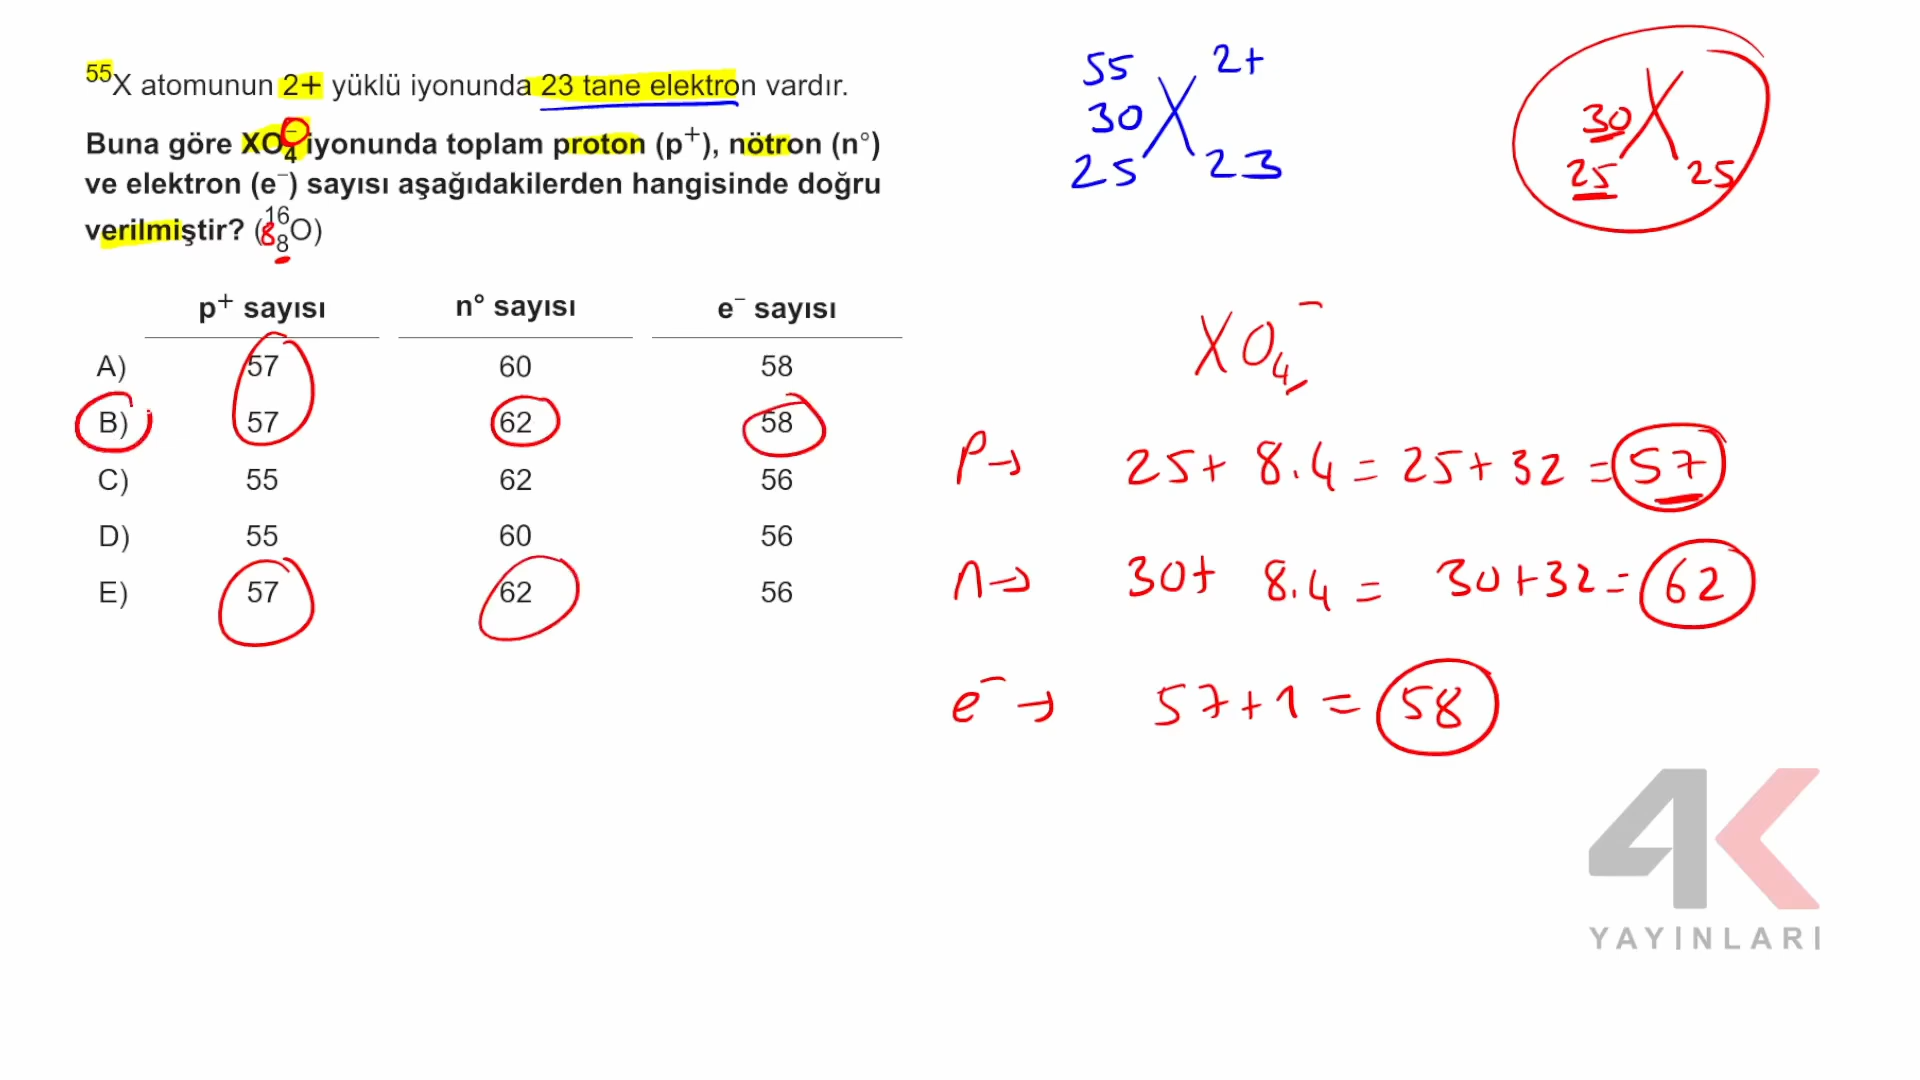 ⁵⁵X atomunun 2+ yüklü iyonunda 23 tane elektron vardır.
Buna göre XO₄⁻ iyonunda toplam proton (p⁺), nötron (n°)
ve elektron (e⁻) sayısı aşağıdakilerden hangisinde doğru
verilmiştir? (8 ¹⁶₈O)
p⁺ sayısı n° sayısı e⁻ sayısı
A) 57 60 58
B) 57 62 58
C) 55 62 56
D) 55 60 56
E) 57 62 56
55 2+
30 X
25 23
30 X
25 25
XO₄⁻
p→ 25+ 8.4 = 25+32 = 57
n→ 30+ 8.4 = 30+32 = 62
e⁻→ 57+1 = 58
4K
YAYINLARI